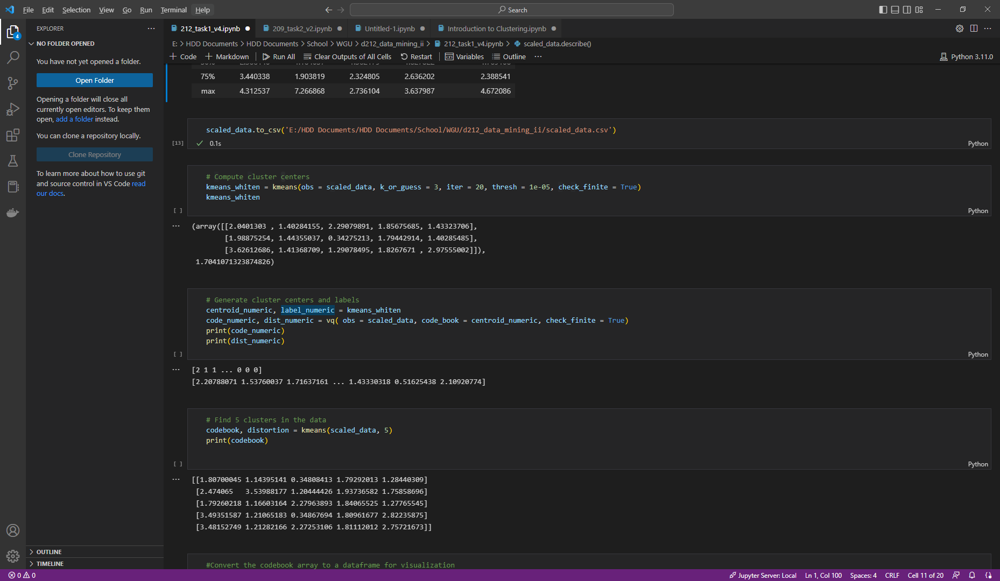 File Edit Selection View Go Run Terminal Help
Search
EXPLORER
212_task1_v4.ipynb 209_task2_v2.ipynb Untitled-1.ipynb Introduction to Clustering.ipynb
NO FOLDER OPENED
E: > HDD Documents > HDD Documents > School > WGU > d212_data_mining_ii > 212_task1_v4.ipynb > scaled_data.describe()
+ Code + Markdown Run All Clear Outputs of All Cells Restart Variables Outline ... Python 3.11.0
4
You have not yet opened a folder.
Open Folder
Opening a folder will close all
currently open editors. To keep them
open, add a folder instead.
You can clone a repository locally.
Clone Repository
To learn more about how to use git
and source control in VS Code read
our docs.
75% 3.440338 1.903819 2.324805 2.636202 2.388541
max 4.312537 7.266868 2.736104 3.637987 4.672086
scaled_data.to_csv('E:/HDD Documents/HDD Documents/School/WGU/d212_data_mining_ii/scaled_data.csv')
[13] 0.1s Python
# Compute cluster centers
kmeans_whiten = kmeans(obs = scaled_data, k_or_guess = 3, iter = 20, thresh = 1e-05, check_finite = True)
kmeans_whiten
[ ] Python
(array([[2.0401303 , 1.40284155, 2.29079891, 1.85675685, 1.43323706],
[1.98875254, 1.44355037, 0.34275213, 1.79442914, 1.40285485],
[3.62612686, 1.41368709, 1.29078495, 1.8267671 , 2.97555002]]),
1.7041071323874826)
# Generate cluster centers and labels
centroid_numeric, label_numeric = kmeans_whiten
code_numeric, dist_numeric = vq( obs = scaled_data, code_book = centroid_numeric, check_finite = True)
print(code_numeric)
print(dist_numeric)
[ ] Python
[2 1 1 ... 0 0 0]
[2.20788071 1.53760037 1.71637161 ... 1.43330318 0.51625438 2.10920774]
# Find 5 clusters in the data
codebook, distortion = kmeans(scaled_data, 5)
print(codebook)
[ ] Python
[[1.80700045 1.14395141 0.34808413 1.79292013 1.28440309]
[2.474065 3.53988177 1.20444426 1.93736582 1.75858696]
[1.79260218 1.16603164 2.27963893 1.84065525 1.27765545]
[3.49351587 1.21065183 0.34867694 1.80961677 2.82235875]
[3.48152749 1.21282166 2.27253106 1.81112012 2.75721673]]
#Convert the codebook array to a dataframe for visualization
OUTLINE
TIMELINE
0 0 Jupyter Server: Local Ln 1, Col 100 Spaces: 4 CRLF Cell 11 of 20